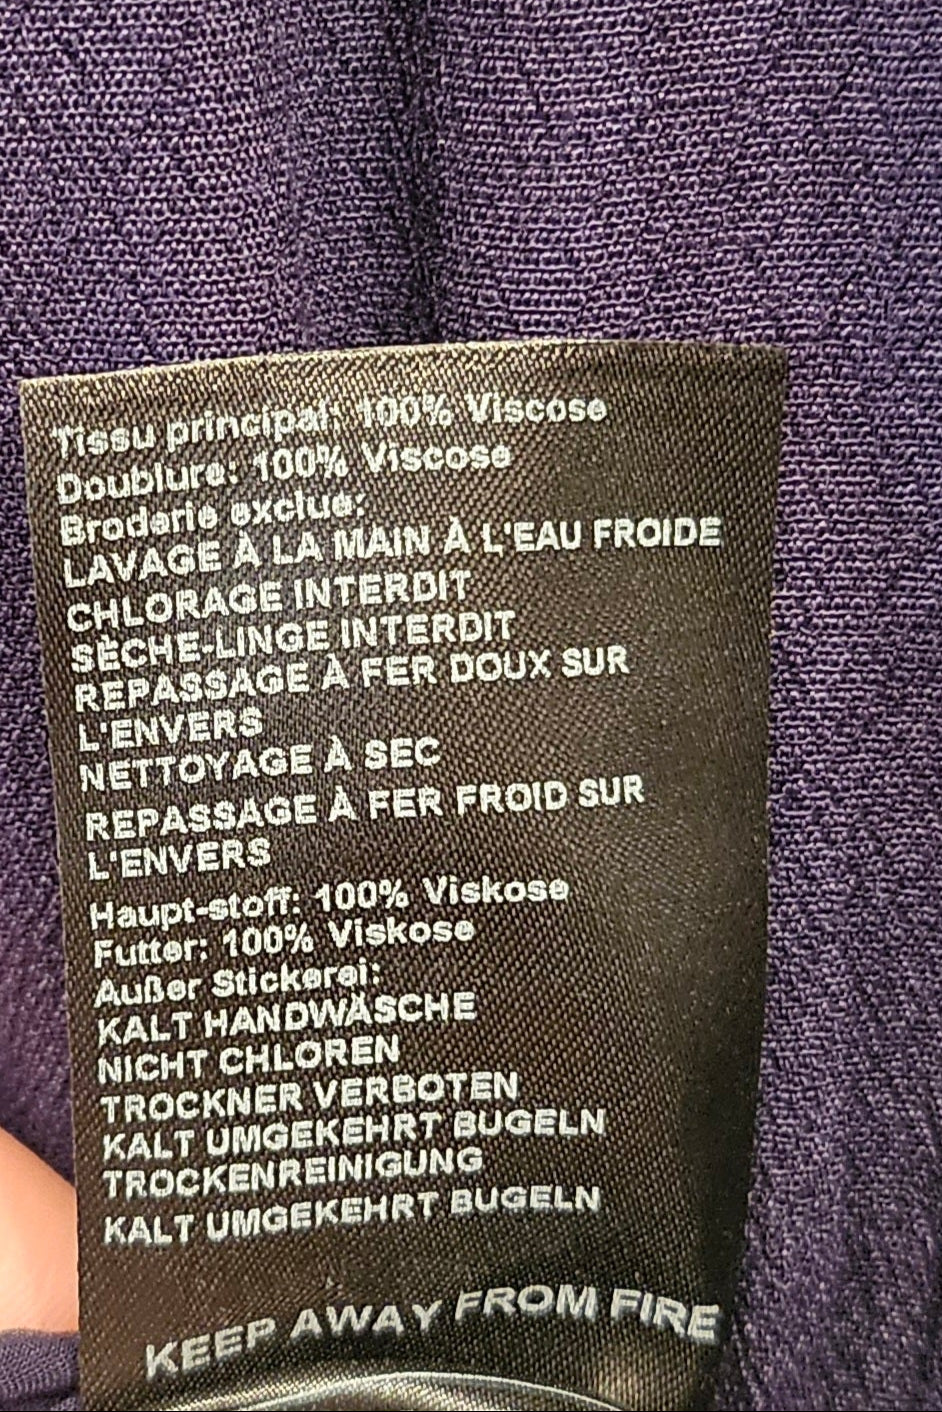 Tissu principal: 100% Viscose
Doublure: 100% Viscose
Broderie exclue:
LAVAGE À LA MAIN À L'EAU FROIDE
CHLORAGE INTERDIT
SÈCHE-LINGE INTERDIT
REPASSAGE À FER DOUX SUR
L'ENVERS
NETTOYAGE À SEC
REPASSAGE À FER FROID SUR
L'ENVERS
Haupt-stoff: 100% Viskose
Futter: 100% Viskose
Außer Stickerei:
KALT HANDWÄSCHE
NICHT CHLOREN
TROCKNER VERBOTEN
KALT UMGEKEHRT BUGELN
TROCKENREINIGUNG
KALT UMGEKEHRT BUGELN
KEEP AWAY FROM FIRE